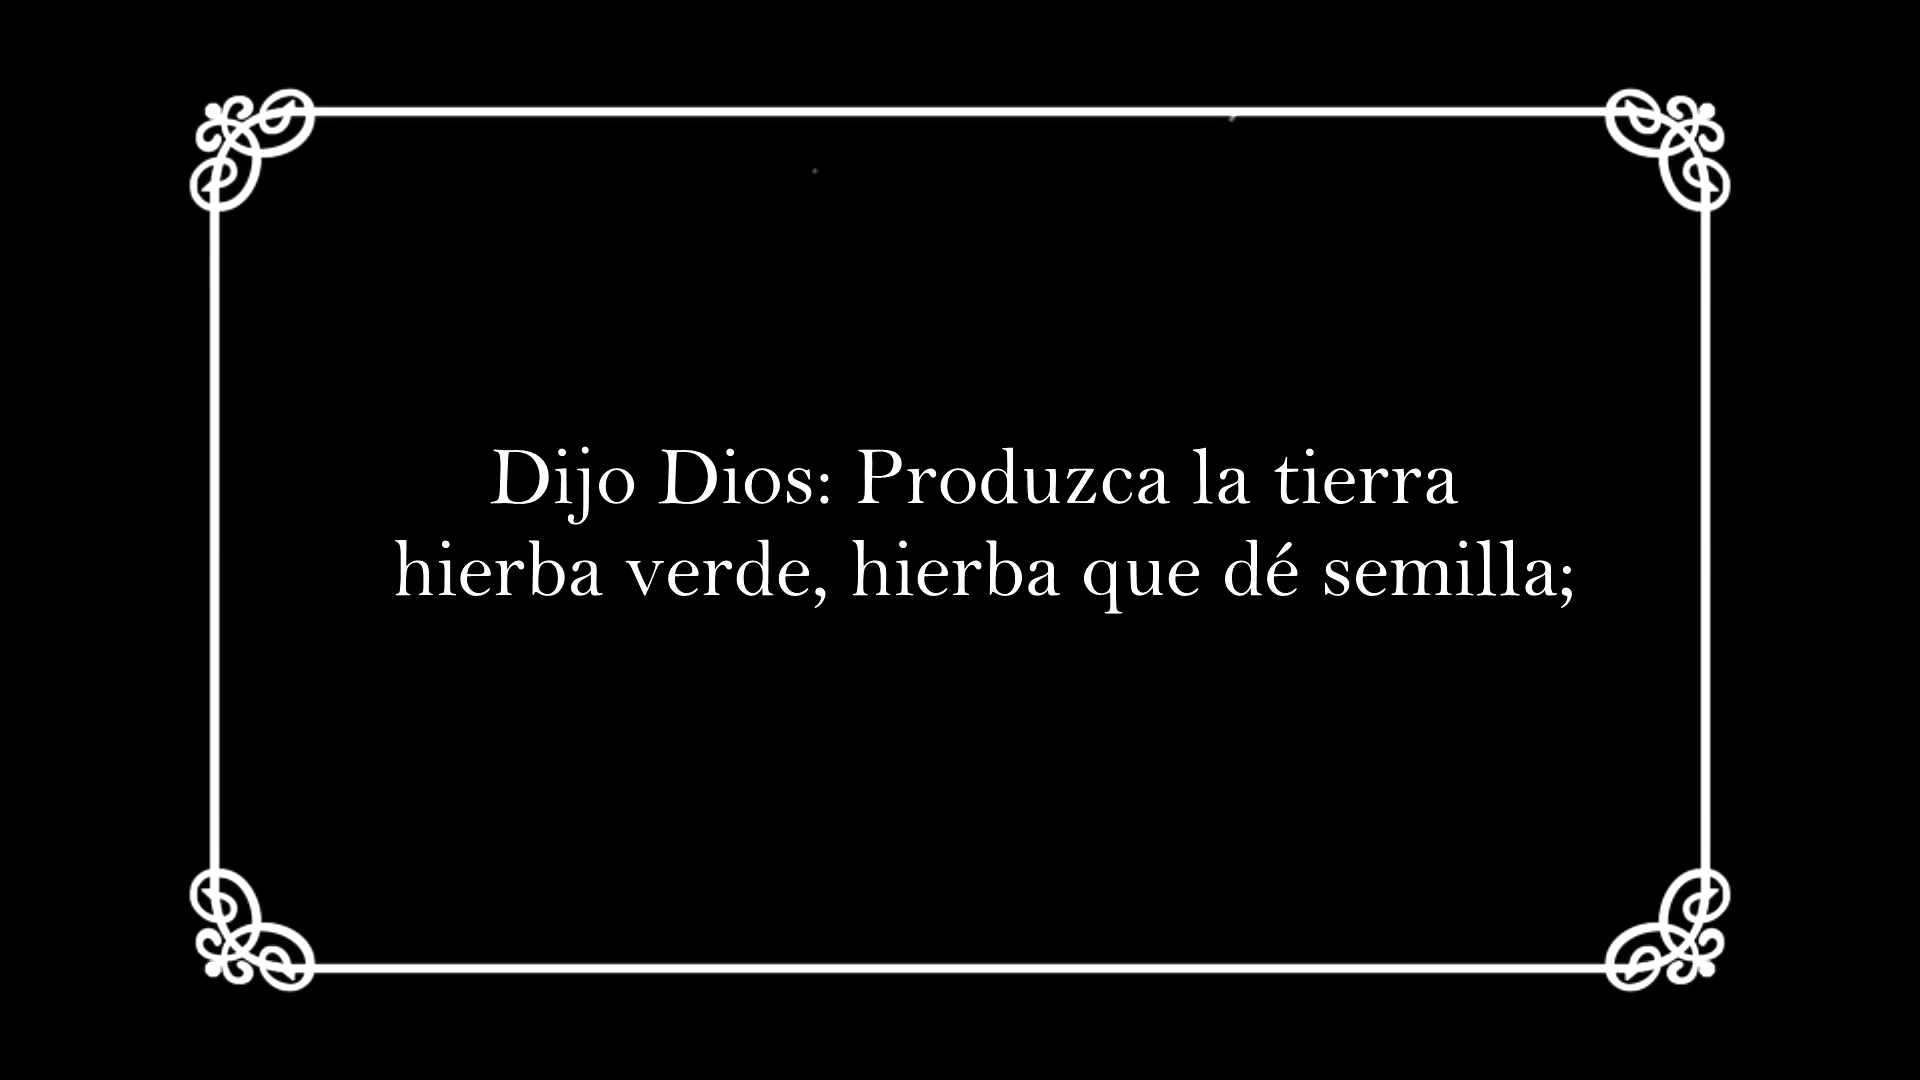 Dijo Dios: Produzca la tierra
hierba verde, hierba que dé semilla;